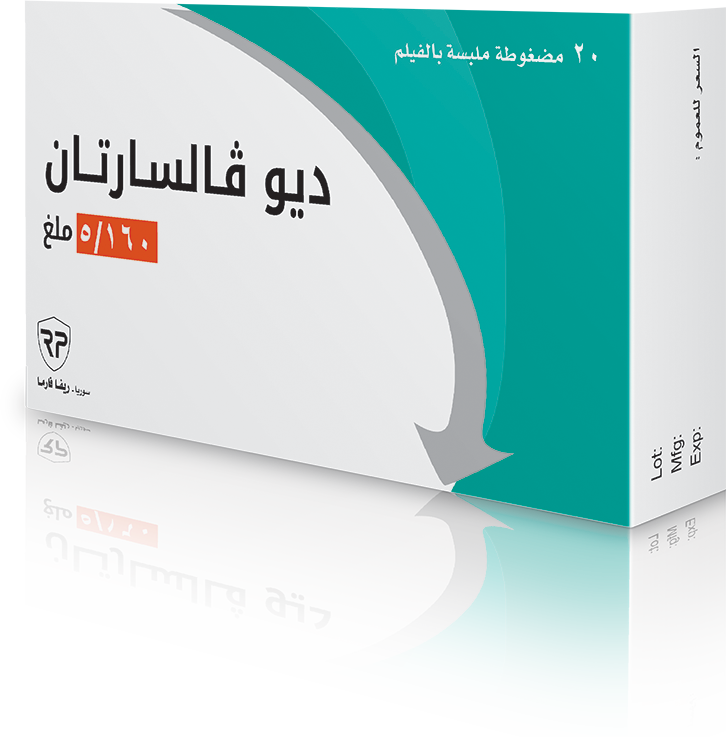 ٢٠ مضغوطة ملبسة بالفيلم
ديو ڤالسارتان
٥/١٦٠ ملغ
RP
سوريا - ريفا فارما
السعر للعموم :
Lot:
Mfg:
Exp: